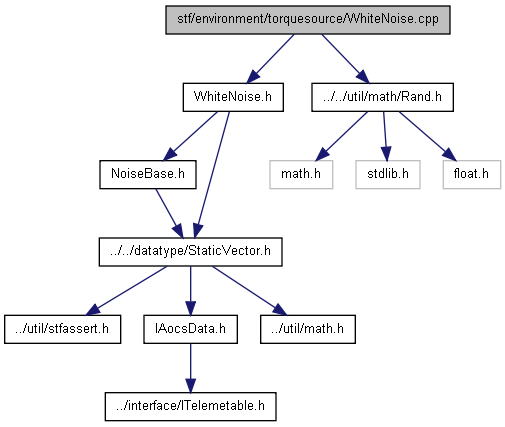 stf/environment/torquesource/WhiteNoise.cpp
WhiteNoise.h
../../util/math/Rand.h
NoiseBase.h
math.h
stdlib.h
float.h
../../datatype/StaticVector.h
../util/stfassert.h
IAocsData.h
../util/math.h
../interface/ITelemetable.h